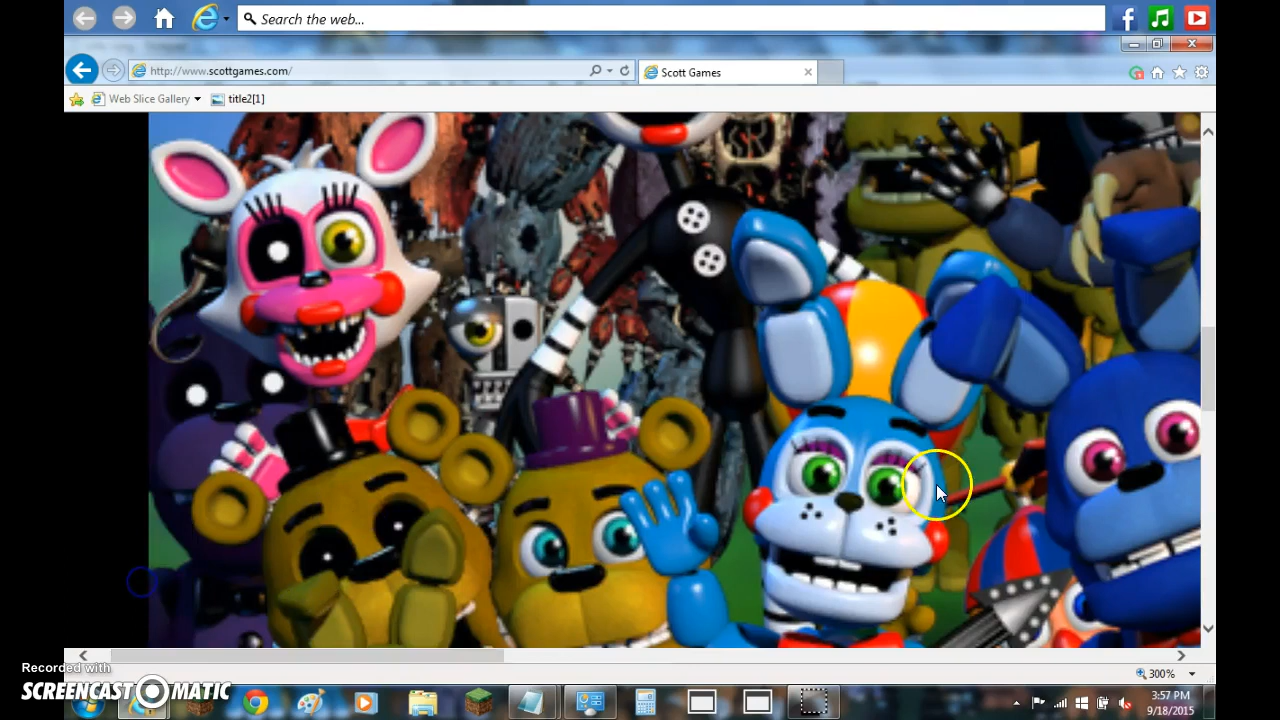 Search the web...
http://www.scottgames.com/
Scott Games
Web Slice Gallery
title2[1]
300%
Recorded with
SCREENCAST MATIC
3:57 PM
9/18/2015